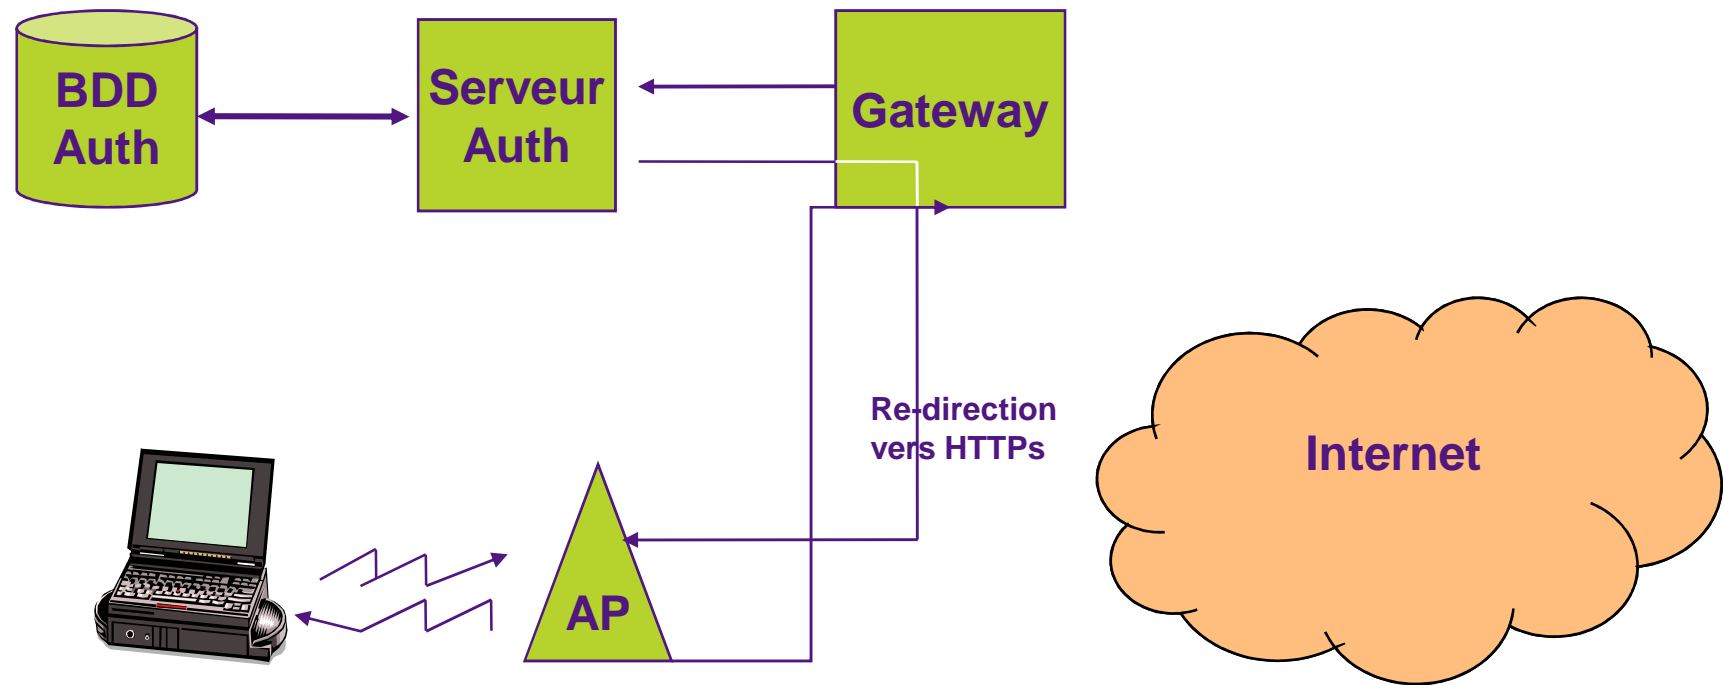 BDD
Auth
Serveur
Auth
Gateway
Re-direction
vers HTTPs
Internet
AP